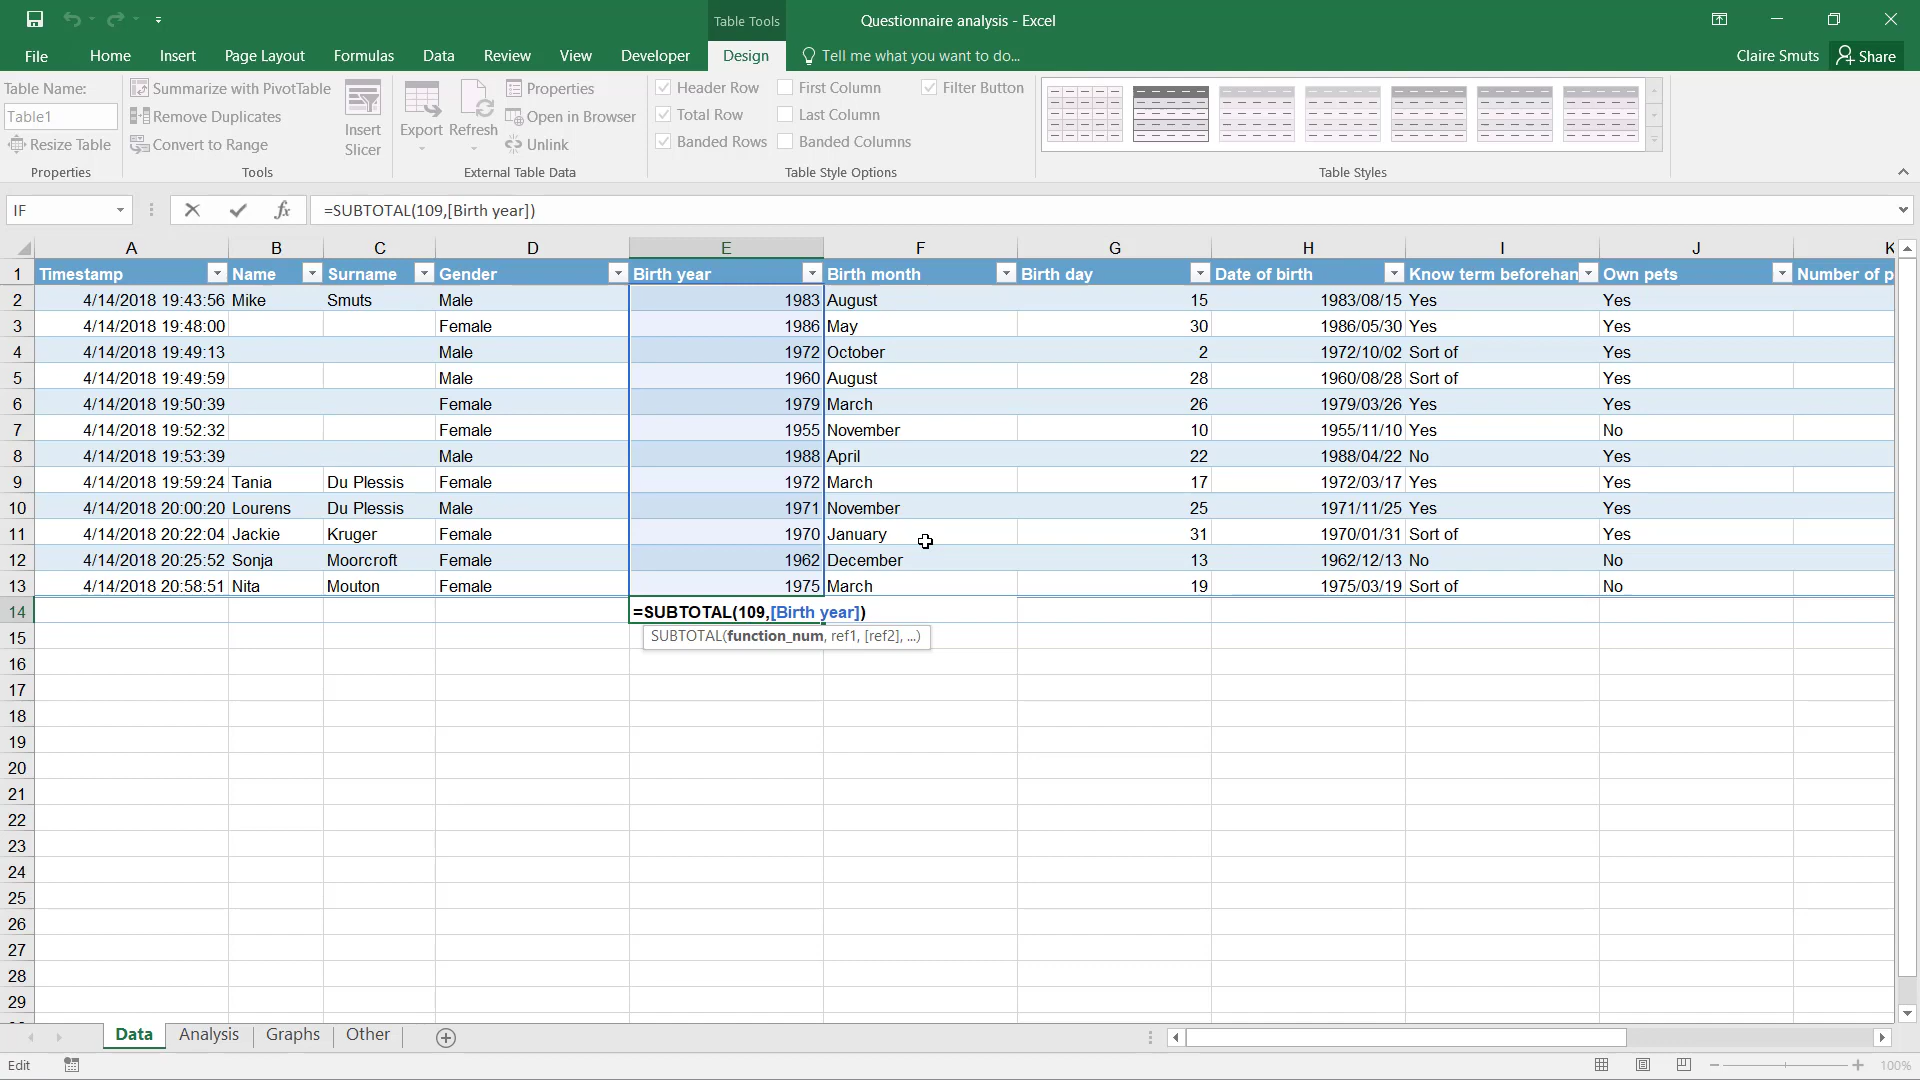 Table Tools
Questionnaire analysis - Excel
File Home Insert Page Layout Formulas Data Review View Developer Design Tell me what you want to do... Claire Smuts Share
Table Name:
Table1
Resize Table
Properties
Summarize with PivotTable
Remove Duplicates
Convert to Range
Insert
Slicer
Tools
Export
Refresh
Properties
Open in Browser
Unlink
External Table Data
Header Row First Column Filter Button
Total Row Last Column
Banded Rows Banded Columns
Table Style Options
Table Styles
IF fx =SUBTOTAL(109,[Birth year])
A B C D E F G H I J K
1 Timestamp Name Surname Gender Birth year Birth month Birth day Date of birth Know term beforehan Own pets Number of p
2 4/14/2018 19:43:56 Mike Smuts Male 1983 August 15 1983/08/15 Yes Yes
3 4/14/2018 19:48:00 Female 1986 May 30 1986/05/30 Yes Yes
4 4/14/2018 19:49:13 Male 1972 October 2 1972/10/02 Sort of Yes
5 4/14/2018 19:49:59 Male 1960 August 28 1960/08/28 Sort of Yes
6 4/14/2018 19:50:39 Female 1979 March 26 1979/03/26 Yes Yes
7 4/14/2018 19:52:32 Female 1955 November 10 1955/11/10 Yes No
8 4/14/2018 19:53:39 Male 1988 April 22 1988/04/22 No Yes
9 4/14/2018 19:59:24 Tania Du Plessis Female 1972 March 17 1972/03/17 Yes Yes
10 4/14/2018 20:00:20 Lourens Du Plessis Male 1971 November 25 1971/11/25 Yes Yes
11 4/14/2018 20:22:04 Jackie Kruger Female 1970 January 31 1970/01/31 Sort of Yes
12 4/14/2018 20:25:52 Sonja Moorcroft Female 1962 December 13 1962/12/13 No No
13 4/14/2018 20:58:51 Nita Mouton Female 1975 March 19 1975/03/19 Sort of No
14 =SUBTOTAL(109,[Birth year])
15 SUBTOTAL(function_num, ref1, [ref2], ...)
16
17
18
19
20
21
22
23
24
25
26
27
28
29
Data Analysis Graphs Other
Edit 100%